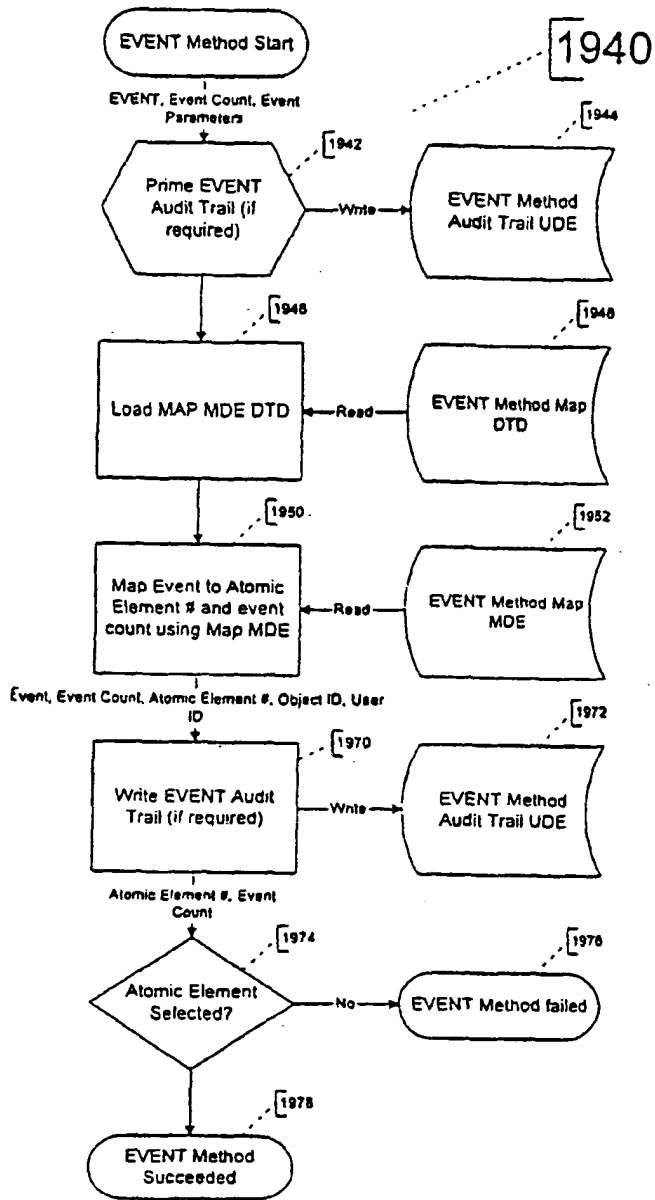 EVENT Method Start
1940
EVENT, Event Count, Event
Parameters
1942
1944
Prime EVENT
Audit Trail (if
required)
Write
EVENT Method
Audit Trail UDE
1946
1948
Load MAP MDE DTD
Read
EVENT Method Map
DTD
1950
1952
Map Event to Atomic
Element # and event
count using Map MDE
Read
EVENT Method Map
MDE
Event, Event Count, Atomic Element #, Object ID, User
ID
1970
1972
Write EVENT Audit
Trail (if required)
Write
EVENT Method
Audit Trail UDE
Atomic Element #, Event
Count
1974
1976
Atomic Element
Selected?
No
EVENT Method failed
1978
EVENT Method
Succeeded